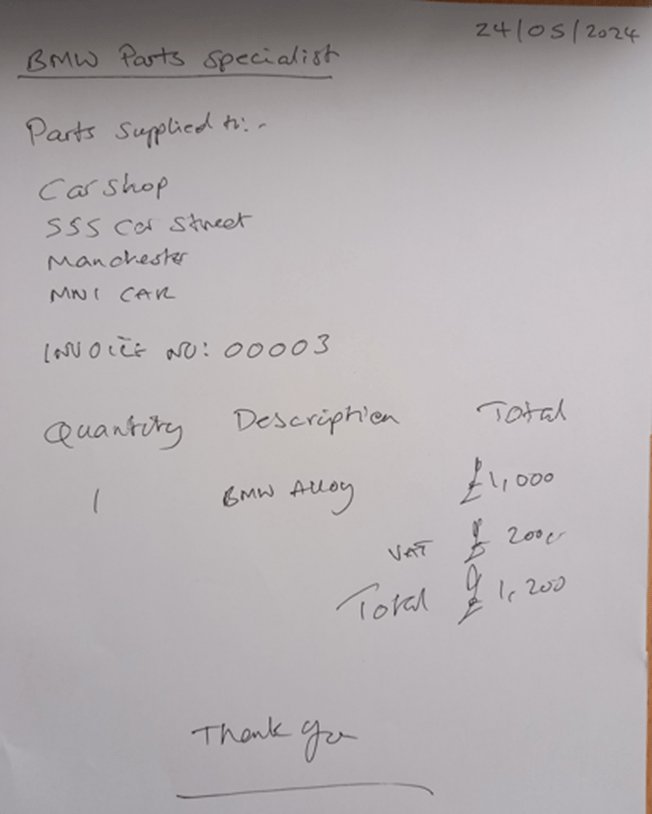 24/05/2024
BMW Parts Specialist
Parts Supplied to:-
Car Shop
555 Car Street
Manchester
MN1 CAR
INVOICE NO: 00003
Quantity Description Total
1 BMW Alloy £1,000
VAT £ 200
Total £ 1,200
Thank You